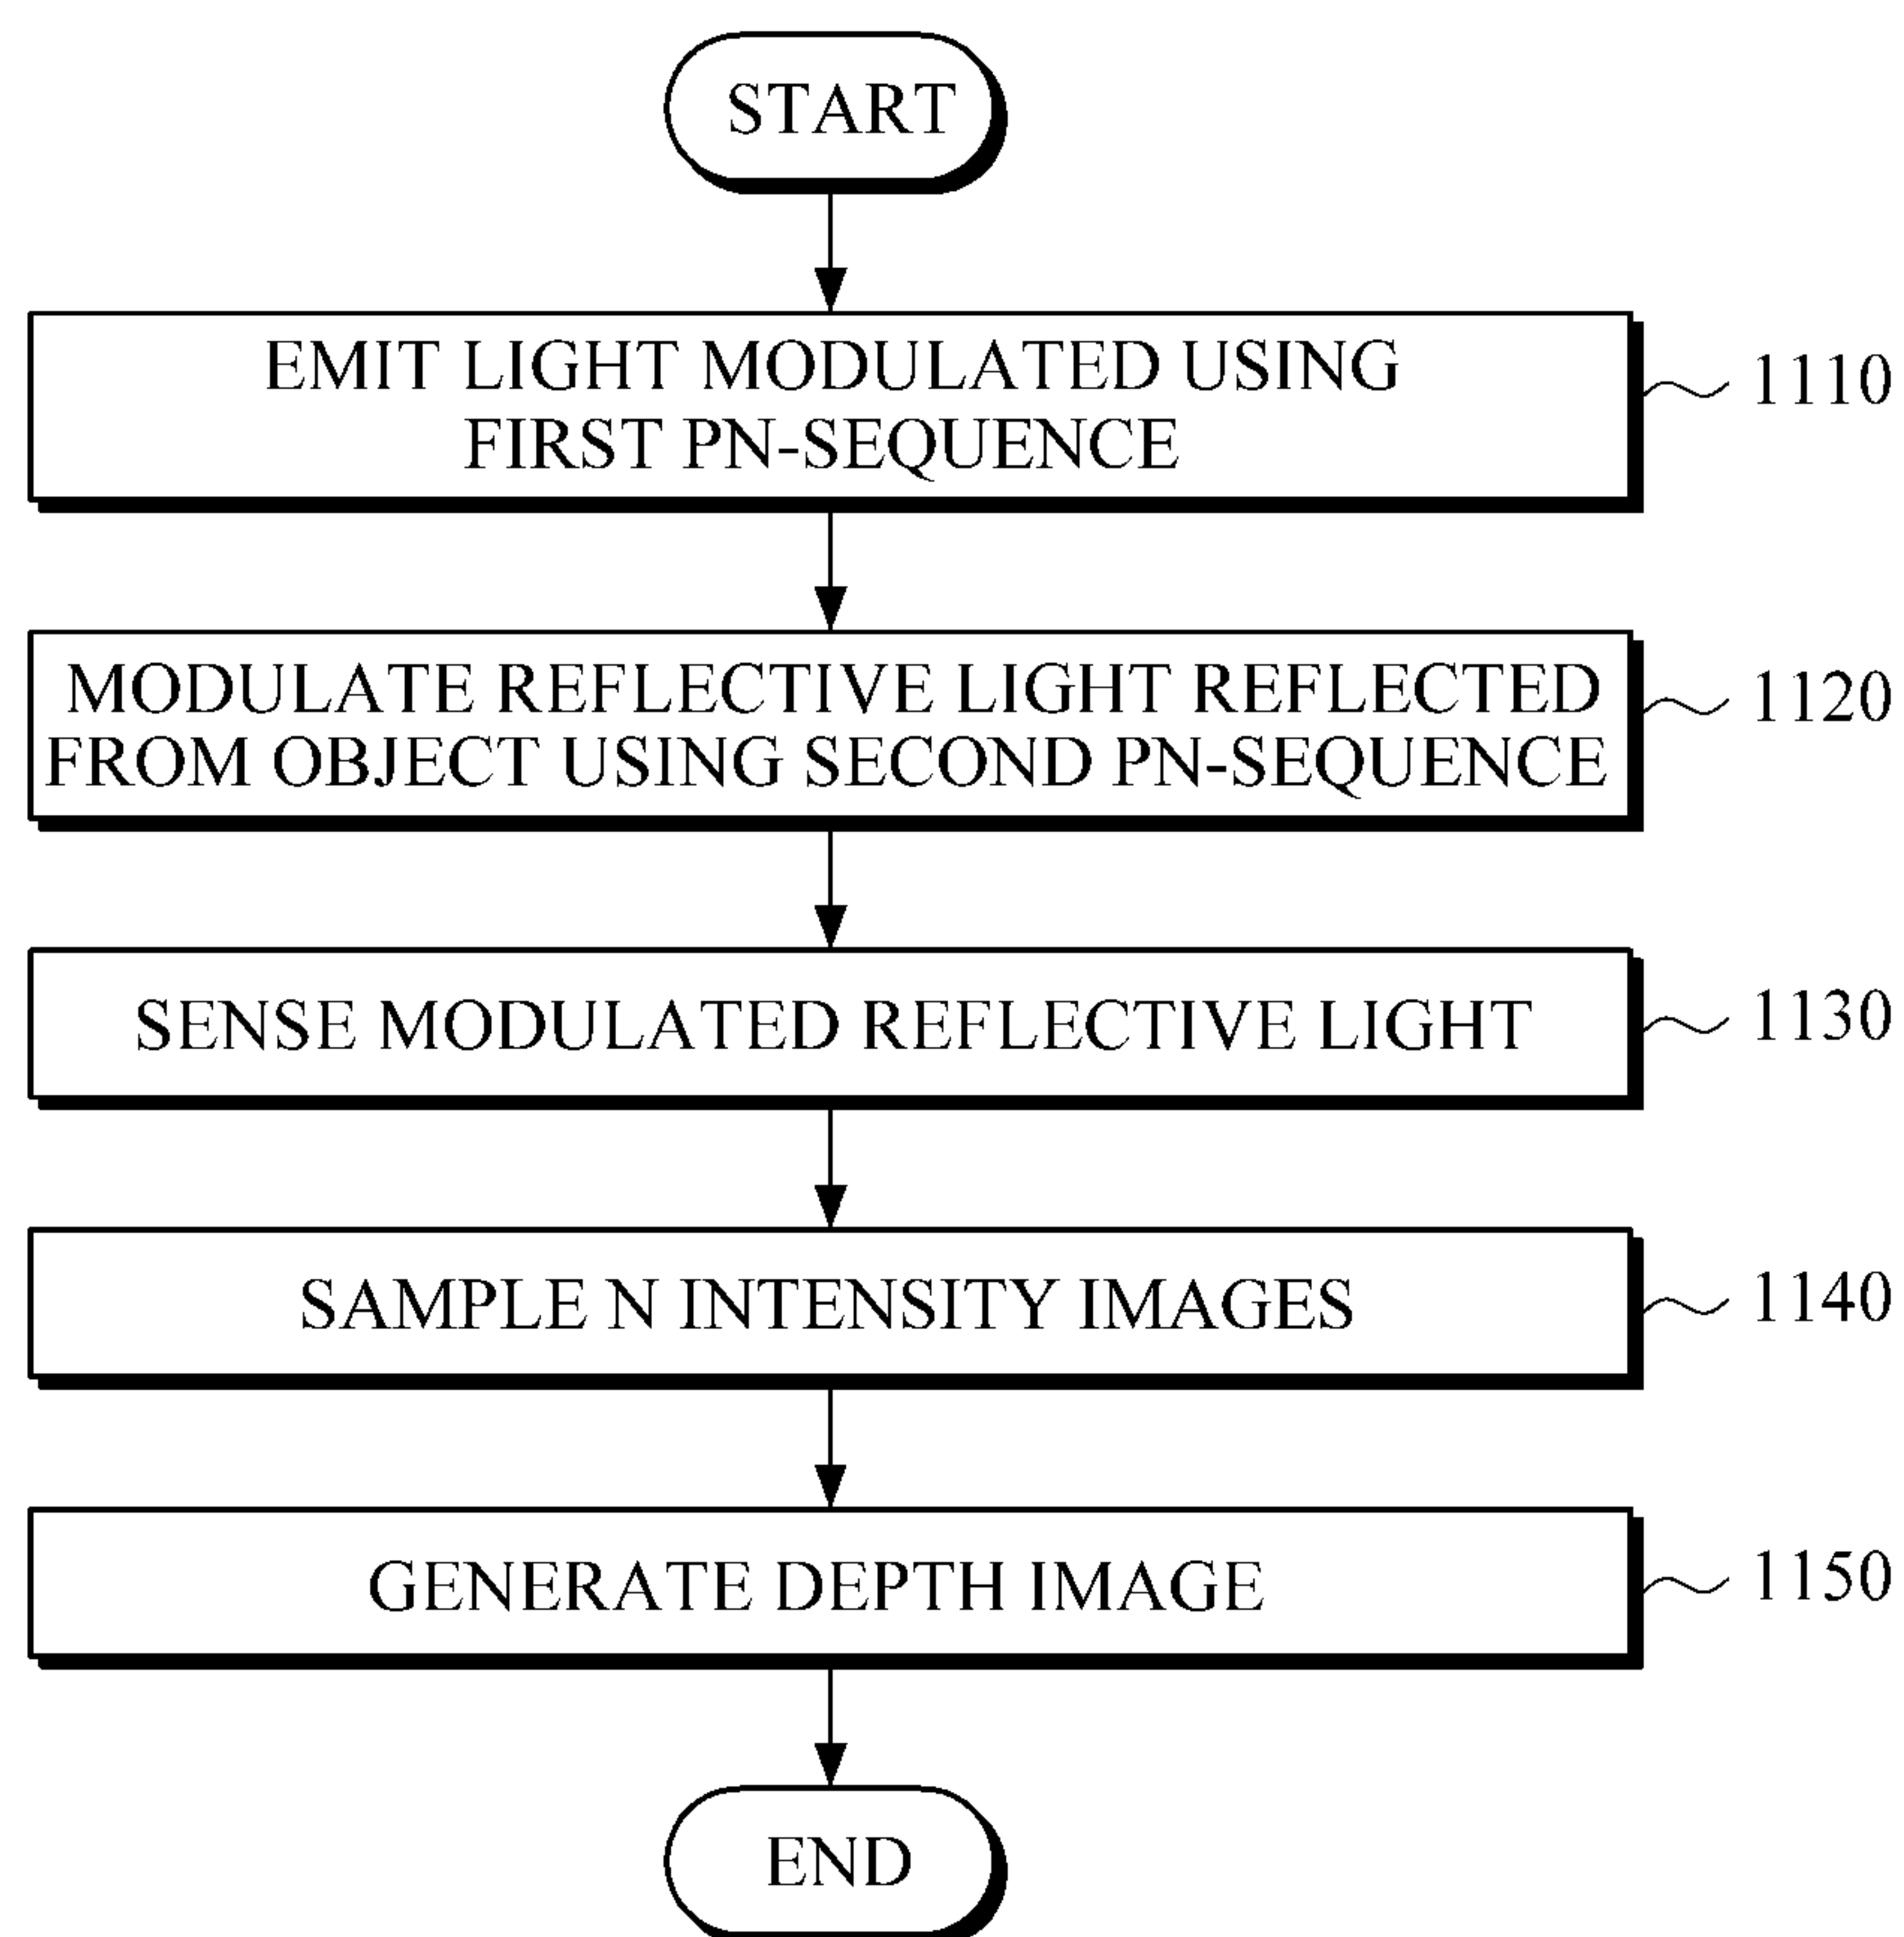 START
EMIT LIGHT MODULATED USING
FIRST PN-SEQUENCE
1110
MODULATE REFLECTIVE LIGHT REFLECTED
FROM OBJECT USING SECOND PN-SEQUENCE
1120
SENSE MODULATED REFLECTIVE LIGHT
1130
SAMPLE N INTENSITY IMAGES
1140
GENERATE DEPTH IMAGE
1150
END